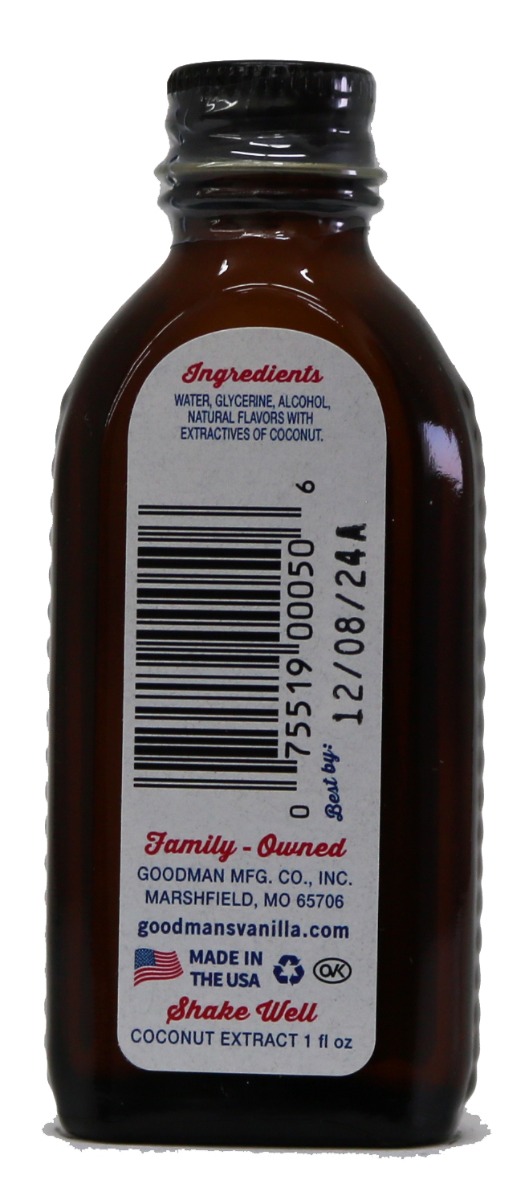 Ingredients
WATER, GLYCERINE, ALCOHOL,
NATURAL FLAVORS WITH
EXTRACTIVES OF COCONUT.
0 75519 00050 6
Best by: 12/08/24A
Family - Owned
GOODMAN MFG. CO., INC.
MARSHFIELD, MO 65706
goodmansvanilla.com
MADE IN
THE USA
OVK
Shake Well
COCONUT EXTRACT 1 fl oz